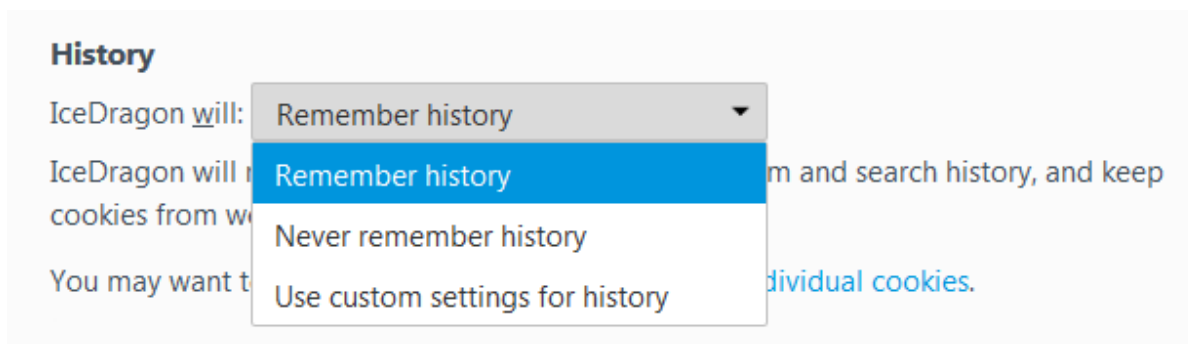 History
IceDragon will: Remember history
Remember history
Never remember history
Use custom settings for history
IceDragon will m and search history, and keep
cookies from
You may want dividual cookies.